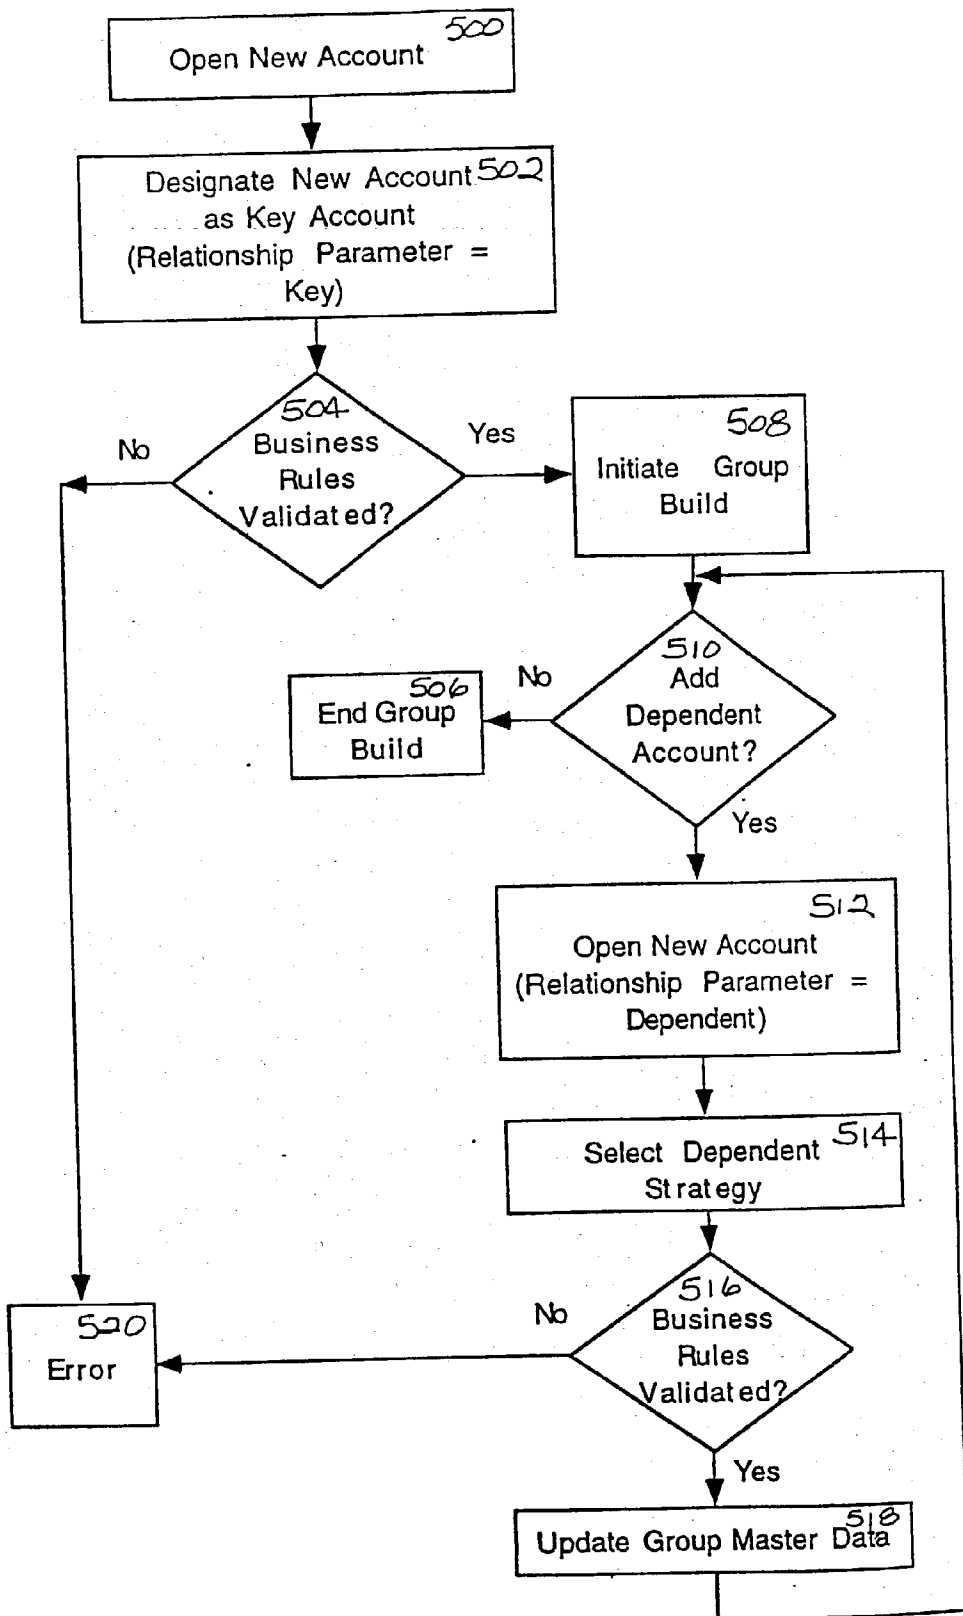 500
Open New Account
Designate New Account 502
as Key Account
(Relationship Parameter =
Key)
504
Business
Rules
Validated?
No
Yes
508
Initiate Group
Build
510
Add
Dependent
Account?
No
506
End Group
Build
Yes
512
Open New Account
(Relationship Parameter =
Dependent)
514
Select Dependent
Strategy
516
Business
Rules
Validated?
No
520
Error
Yes
518
Update Group Master Data